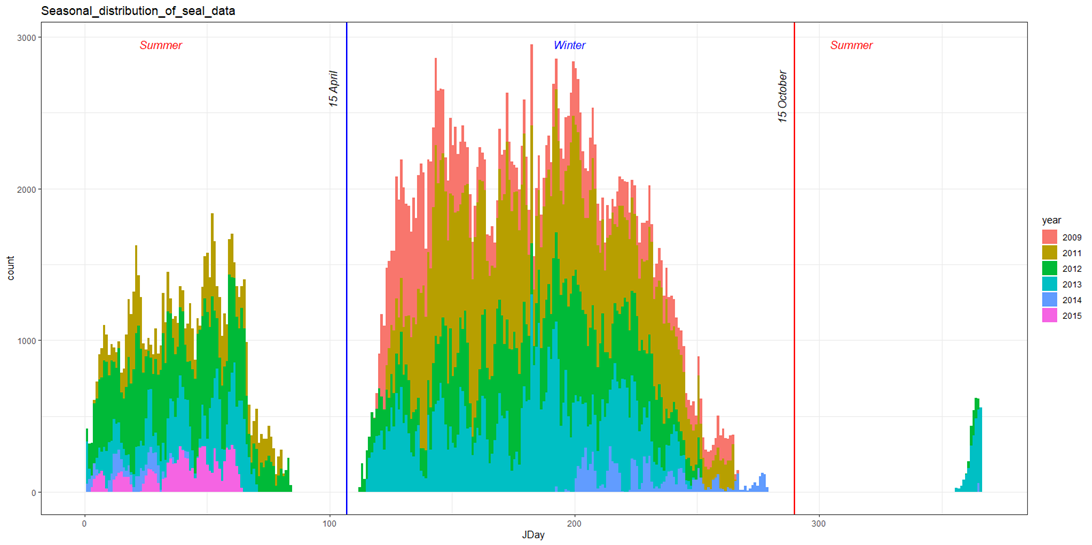 Seasonal_distribution_of_seal_data
Summer
Winter
Summer
15 April
15 October
3000
2000
1000
0
count
0
100
200
300
JDay
year
2009
2011
2012
2013
2014
2015